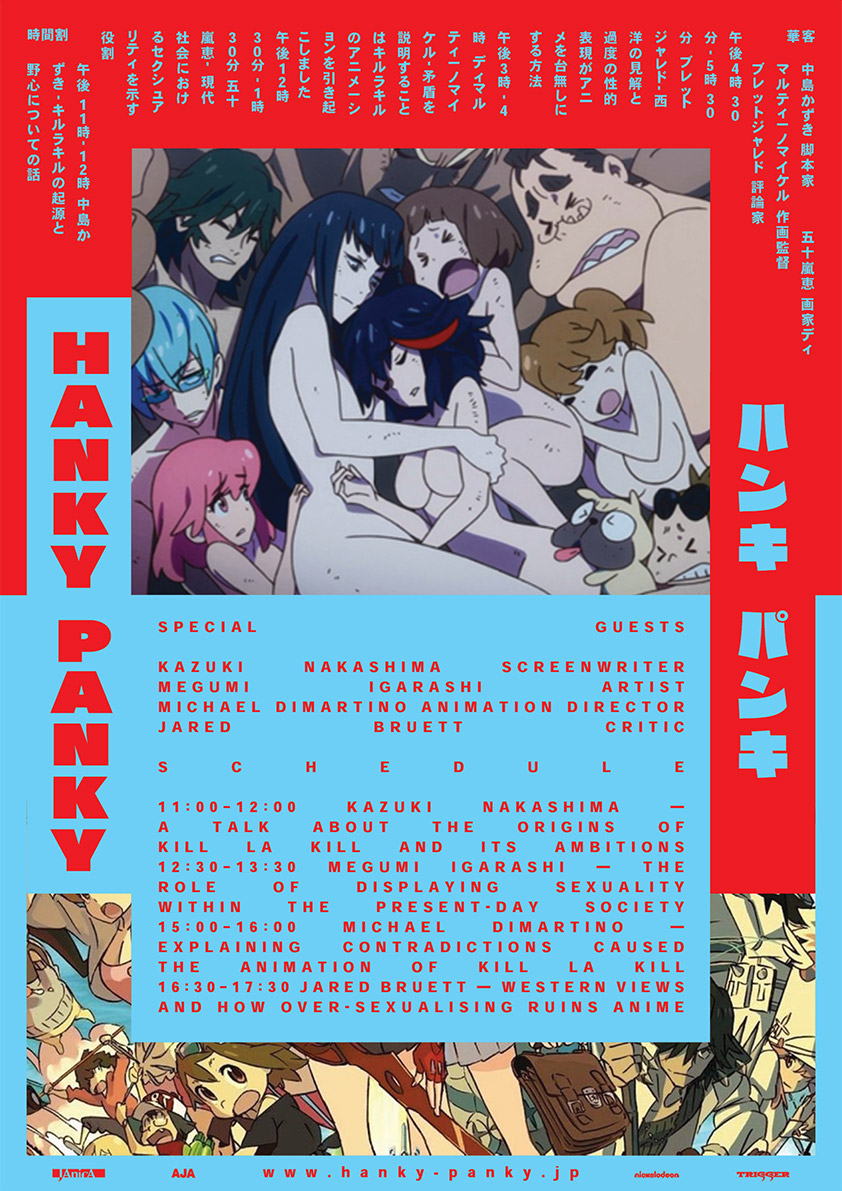 華客
中島かずき 脚本家 五十嵐恵 画家ディ
マルティーノマイケル 作画監督
ブレットジャレド 評論家
時間割
午後4時30
分-5時30
分 ブレット
ジャレド-西
洋の見解と
過度の性的
表現がアニ
メを台無しに
する方法
午後3時-4
時 ディマル
ティーノマイ
ケル-矛盾を
説明すること
はキルラキル
のアニメーシ
ョンを引き起
こしました
午後12時
30分-1時
30分 五十
嵐恵-現代
社会におけ
るセクシュア
リティを示す
役割
午後 11時-12時 中島か
ずき-キルラキルの起源と
野心についての話
HANKY PANKY
ハンキ パンキ
SPECIAL GUESTS
KAZUKI NAKASHIMA SCREENWRITER
MEGUMI IGARASHI ARTIST
MICHAEL DIMARTINO ANIMATION DIRECTOR
JARED BRUETT CRITIC
SCHEDULE
11:00–12:00 KAZUKI NAKASHIMA —
A TALK ABOUT THE ORIGINS OF
KILL LA KILL AND ITS AMBITIONS
12:30–13:30 MEGUMI IGARASHI — THE
ROLE OF DISPLAYING SEXUALITY
WITHIN THE PRESENT-DAY SOCIETY
15:00–16:00 MICHAEL DIMARTINO —
EXPLAINING CONTRADICTIONS CAUSED
THE ANIMATION OF KILL LA KILL
16:30–17:30 JARED BRUETT — WESTERN VIEWS
AND HOW OVER-SEXUALISING RUINS ANIME
JAniCA AJA www.hanky-panky.jp nickelodeon TRIGGER